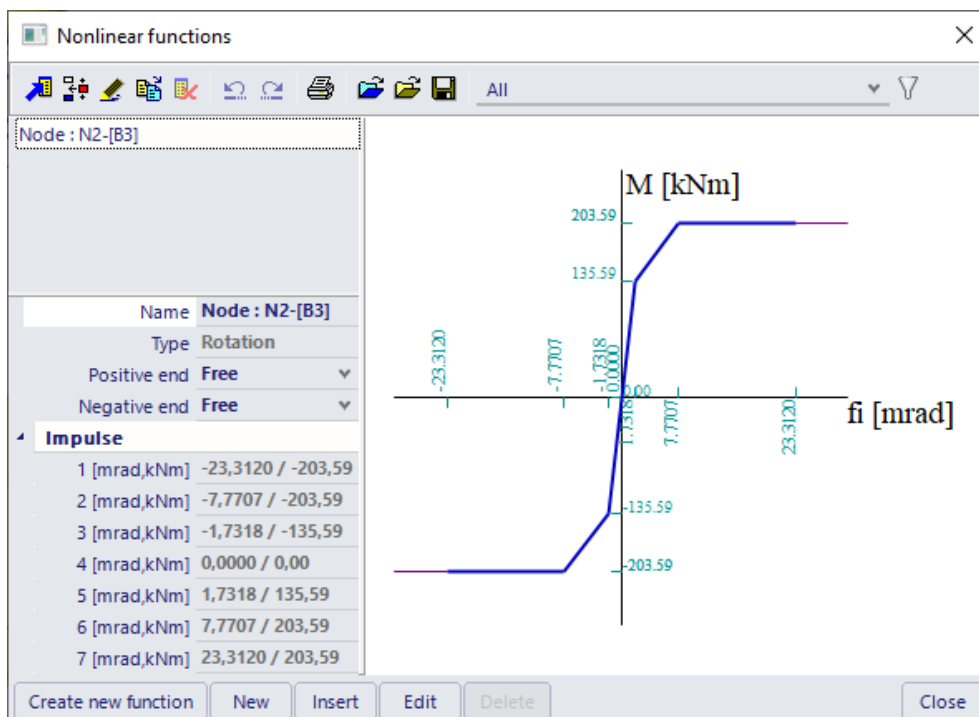 Nonlinear functions
All
Node : N2-[B3]
Name Node : N2-[B3]
Type Rotation
Positive end Free
Negative end Free
Impulse
1 [mrad,kNm] -23,3120 / -203,59
2 [mrad,kNm] -7,7707 / -203,59
3 [mrad,kNm] -1,7318 / -135,59
4 [mrad,kNm] 0,0000 / 0,00
5 [mrad,kNm] 1,7318 / 135,59
6 [mrad,kNm] 7,7707 / 203,59
7 [mrad,kNm] 23,3120 / 203,59
M [kNm]
203.59
135.59
-23.3120
-7.7707
-1.7318
0.0000
0.00
1.7318
7.7707
23.3120
fi [mrad]
-135.59
-203.59
Create new function
New
Insert
Edit
Delete
Close